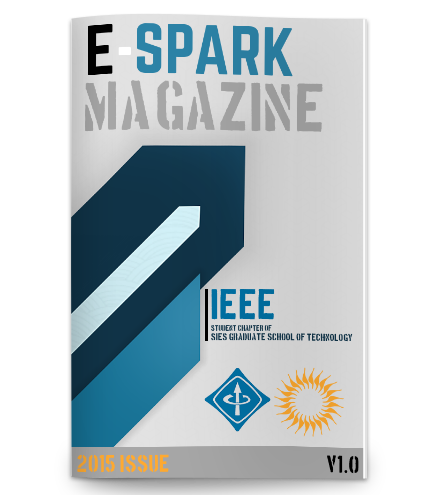 E-SPARK
MAGAZINE
IEEE
STUDENT CHAPTER OF
SIES GRADUATE SCHOOL OF TECHNOLOGY
2015 ISSUE V1.0